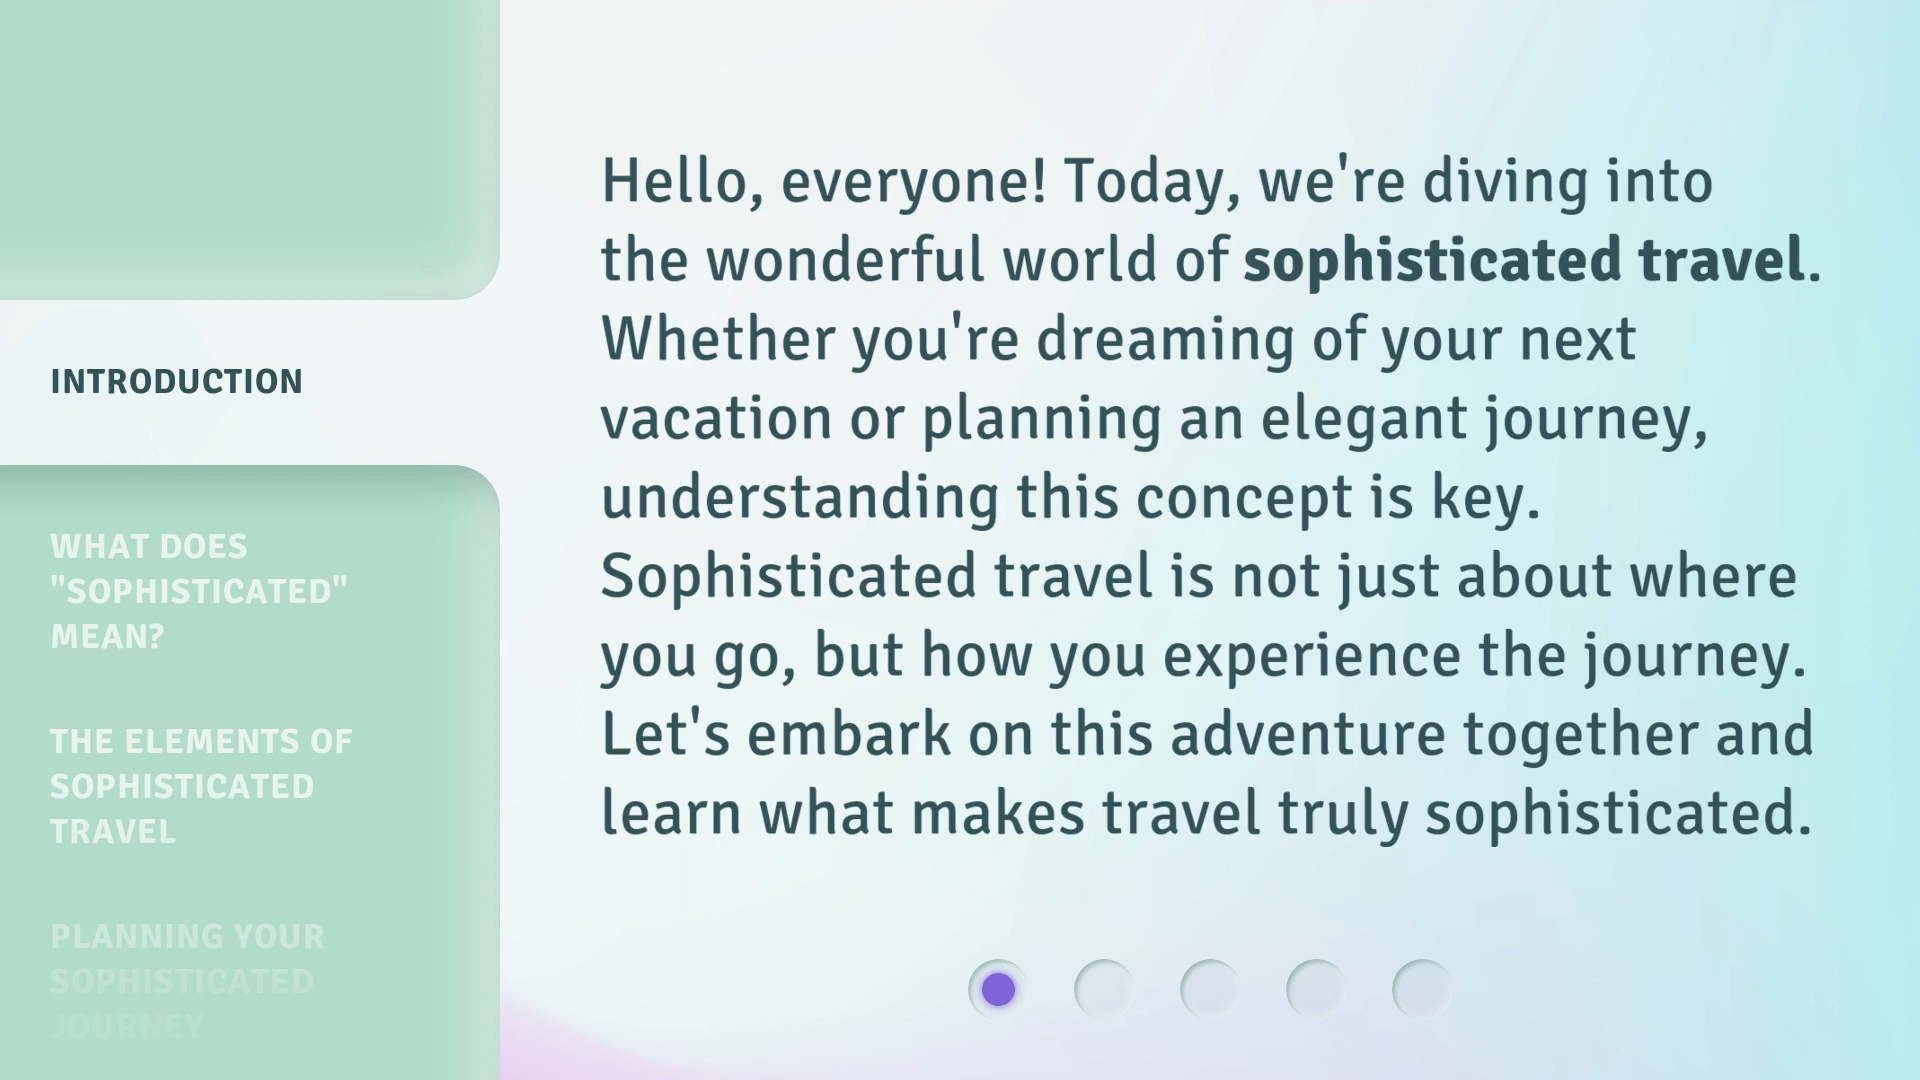 INTRODUCTION
WHAT DOES
"SOPHISTICATED"
MEAN?
THE ELEMENTS OF
SOPHISTICATED
TRAVEL
PLANNING YOUR
SOPHISTICATED
JOURNEY
Hello, everyone! Today, we're diving into
the wonderful world of sophisticated travel.
Whether you're dreaming of your next
vacation or planning an elegant journey,
understanding this concept is key.
Sophisticated travel is not just about where
you go, but how you experience the journey.
Let's embark on this adventure together and
learn what makes travel truly sophisticated.